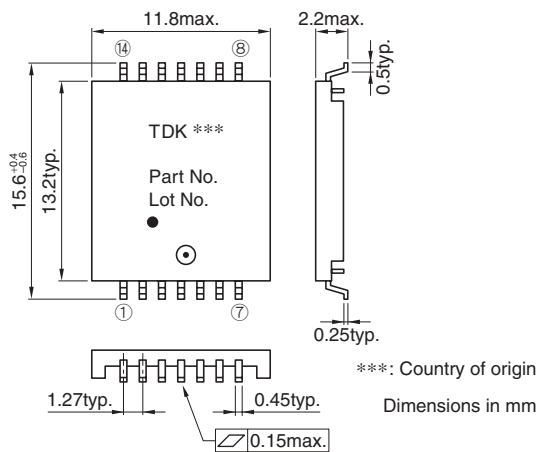 11.8max.
2.2max.
⑭
⑧
0.5typ.
15.6 +0.4 -0.6
13.2typ.
TDK ***
Part No.
Lot No.
①
⑦
0.25typ.
***: Country of origin
1.27typ.
0.45typ.
Dimensions in mm
0.15max.